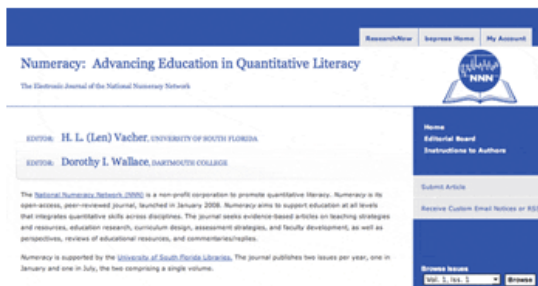 ResearchNow bepress Home My Account
Numeracy: Advancing Education in Quantitative Literacy
The Electronic Journal of the National Numeracy Network
NNN
EDITOR: H. L. (Len) Vacher, UNIVERSITY OF SOUTH FLORIDA
EDITOR: Dorothy I. Wallace, DARTMOUTH COLLEGE
The National Numeracy Network (NNN) is a non-profit corporation to promote quantitative literacy. Numeracy is its
open-access, peer-reviewed journal, launched in January 2008. Numeracy aims to support education at all levels
that integrates quantitative skills across disciplines. The journal seeks evidence-based articles on teaching strategies
and resources, education research, curriculum design, assessment strategies, and faculty development, as well as
perspectives, reviews of educational resources, and commentaries/replies.
Numeracy is supported by the University of South Florida Libraries. The journal publishes two issues per year, one in
January and one in July, the two comprising a single volume.
Home
Editorial Board
Instructions to Authors
Submit Article
Receive Custom Email Notices or RSS
Browse Issues
Vol. 1, Iss. 1 Browse